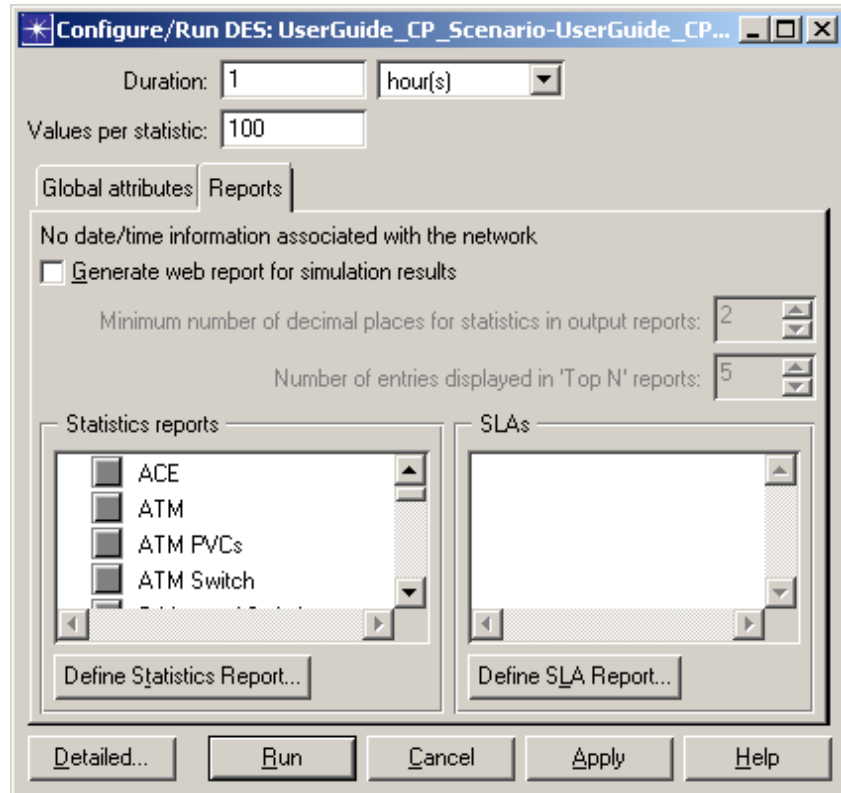 Configure/Run DES: UserGuide_CP_Scenario-UserGuide_CP...
Duration: 1 hour(s)
Values per statistic: 100
Global attributes Reports
No date/time information associated with the network
Generate web report for simulation results
Minimum number of decimal places for statistics in output reports: 2
Number of entries displayed in 'Top N' reports: 5
Statistics reports SLAs
ACE
ATM
ATM PVCs
ATM Switch
Define Statistics Report... Define SLA Report...
Detailed... Run Cancel Apply Help